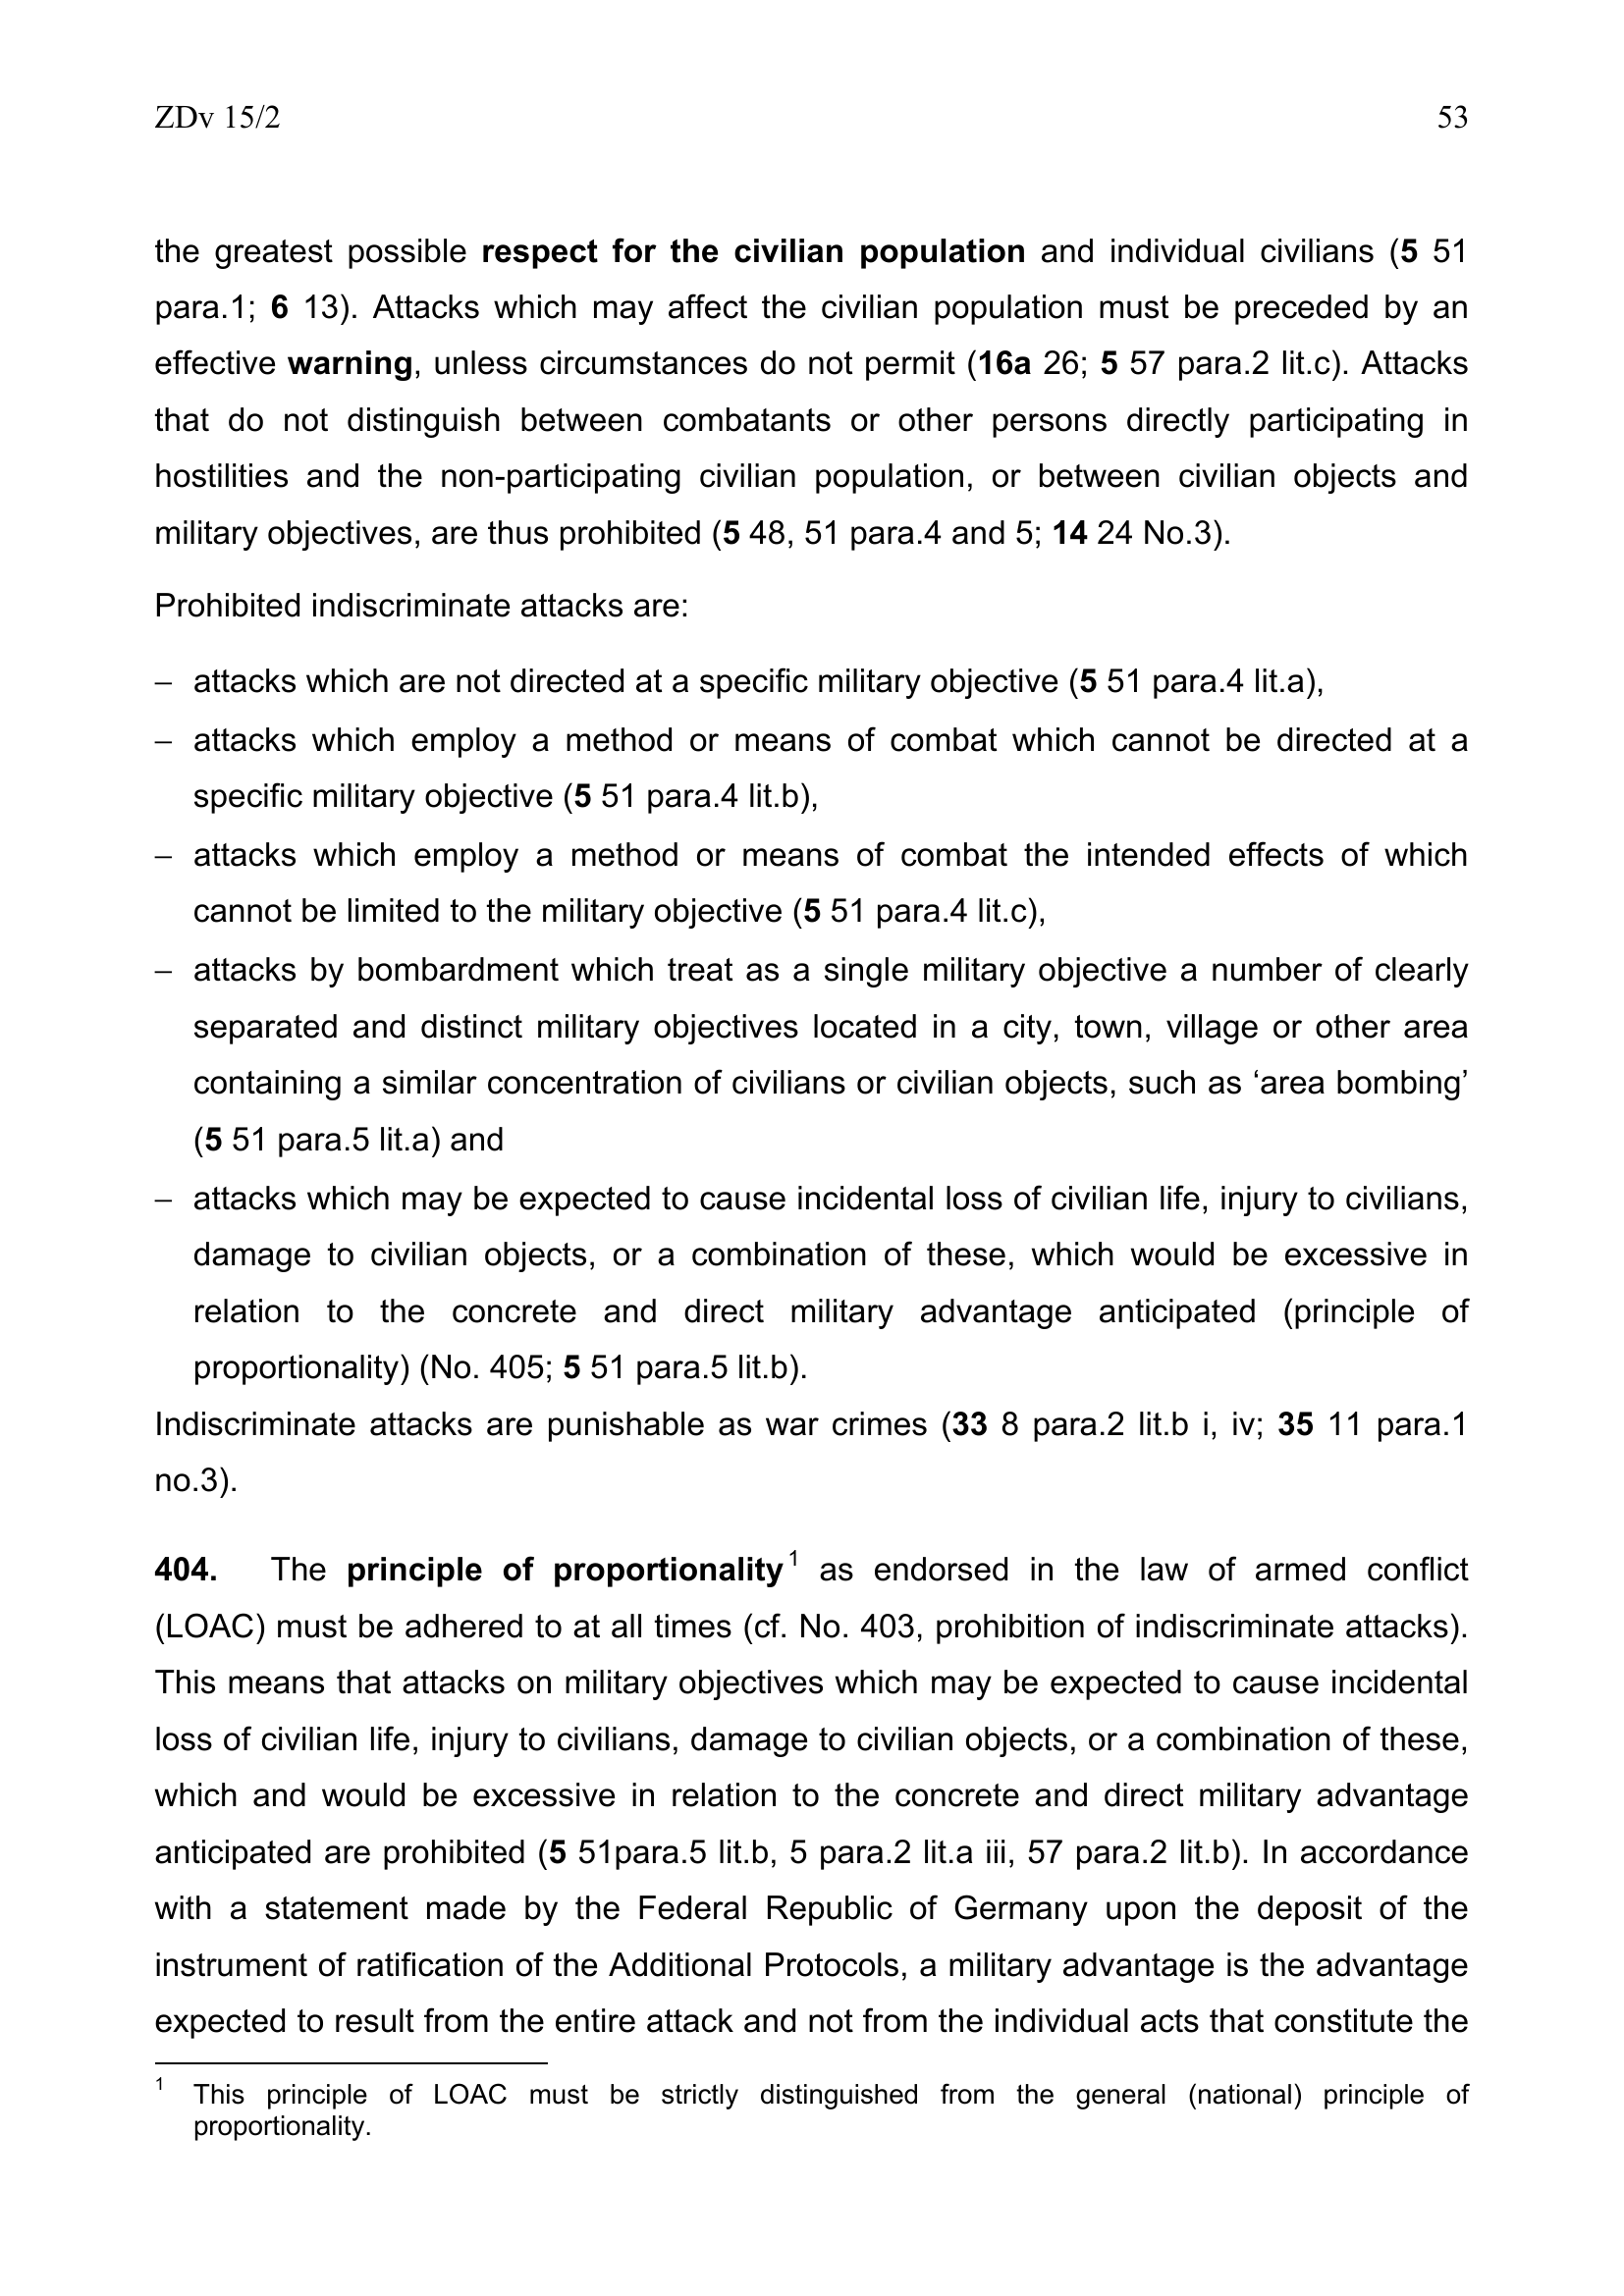 ZDv 15/2 53
the greatest possible respect for the civilian population and individual civilians (5 51
para.1; 6 13). Attacks which may affect the civilian population must be preceded by an
effective warning, unless circumstances do not permit (16a 26; 5 57 para.2 lit.c). Attacks
that do not distinguish between combatants or other persons directly participating in
hostilities and the non-participating civilian population, or between civilian objects and
military objectives, are thus prohibited (5 48, 51 para.4 and 5; 14 24 No.3).
Prohibited indiscriminate attacks are:
– attacks which are not directed at a specific military objective (5 51 para.4 lit.a),
– attacks which employ a method or means of combat which cannot be directed at a
specific military objective (5 51 para.4 lit.b),
– attacks which employ a method or means of combat the intended effects of which
cannot be limited to the military objective (5 51 para.4 lit.c),
– attacks by bombardment which treat as a single military objective a number of clearly
separated and distinct military objectives located in a city, town, village or other area
containing a similar concentration of civilians or civilian objects, such as ‘area bombing’
(5 51 para.5 lit.a) and
– attacks which may be expected to cause incidental loss of civilian life, injury to civilians,
damage to civilian objects, or a combination of these, which would be excessive in
relation to the concrete and direct military advantage anticipated (principle of
proportionality) (No. 405; 5 51 para.5 lit.b).
Indiscriminate attacks are punishable as war crimes (33 8 para.2 lit.b i, iv; 35 11 para.1
no.3).
404. The principle of proportionality 1 as endorsed in the law of armed conflict
(LOAC) must be adhered to at all times (cf. No. 403, prohibition of indiscriminate attacks).
This means that attacks on military objectives which may be expected to cause incidental
loss of civilian life, injury to civilians, damage to civilian objects, or a combination of these,
which and would be excessive in relation to the concrete and direct military advantage
anticipated are prohibited (5 51para.5 lit.b, 5 para.2 lit.a iii, 57 para.2 lit.b). In accordance
with a statement made by the Federal Republic of Germany upon the deposit of the
instrument of ratification of the Additional Protocols, a military advantage is the advantage
expected to result from the entire attack and not from the individual acts that constitute the
1 This principle of LOAC must be strictly distinguished from the general (national) principle of
proportionality.